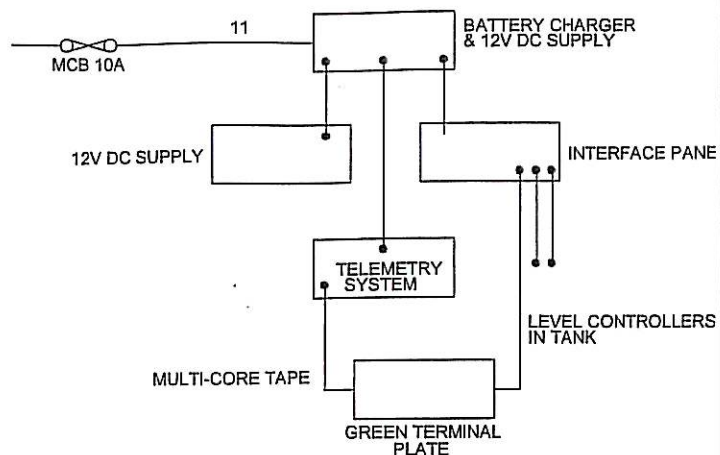 11
BATTERY CHARGER
& 12V DC SUPPLY
MCB 10A
12V DC SUPPLY
INTERFACE PANE
TELEMETRY
SYSTEM
LEVEL CONTROLLERS
IN TANK
MULTI-CORE TAPE
GREEN TERMINAL
PLATE